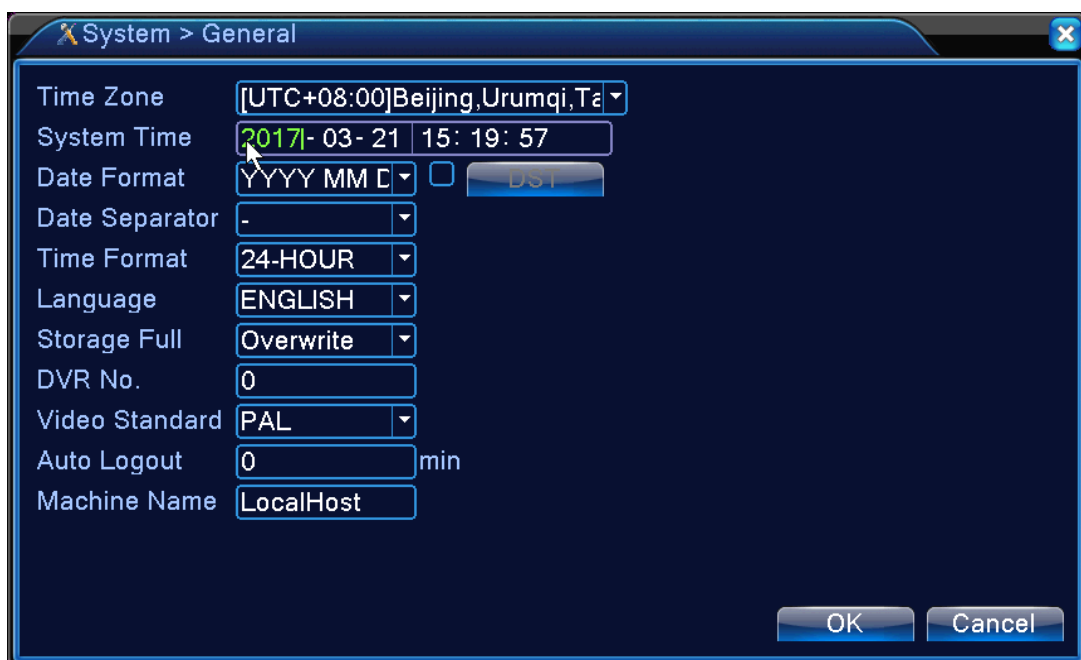 System > General
Time Zone [UTC+08:00]Beijing,Urumqi,Ta
System Time 2017- 03- 21 15: 19: 57
Date Format YYYY MM D DST
Date Separator -
Time Format 24-HOUR
Language ENGLISH
Storage Full Overwrite
DVR No. 0
Video Standard PAL
Auto Logout 0 min
Machine Name LocalHost
OK Cancel